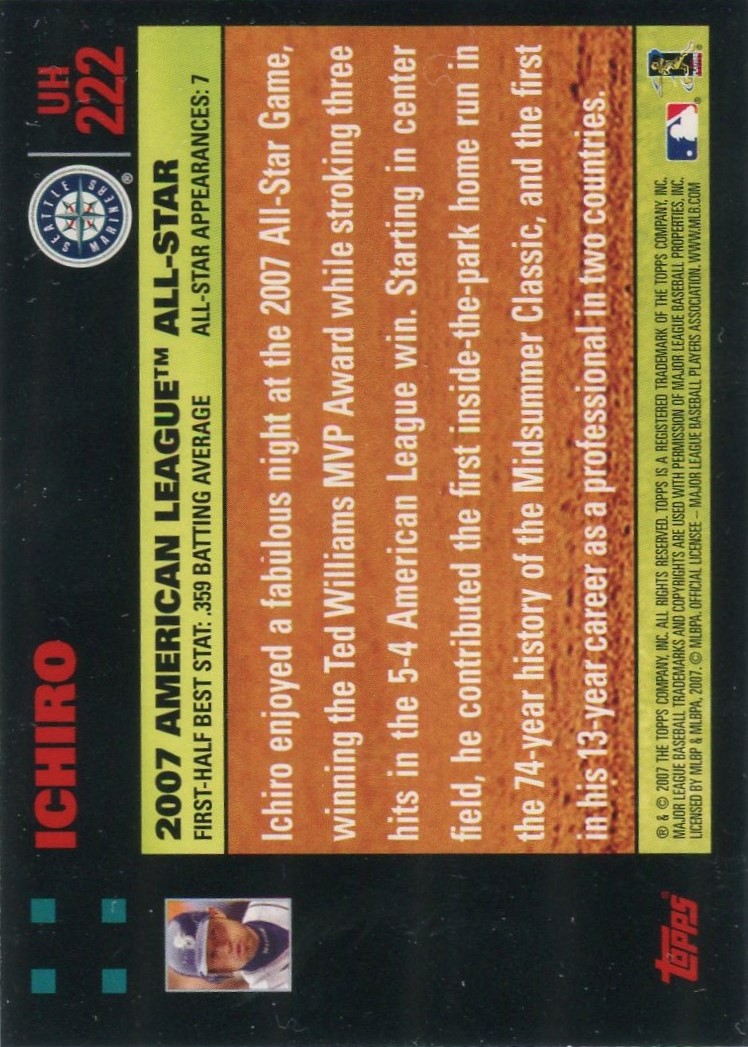 ICHIRO
SEATTLE MARINERS
®
UH
222
2007 AMERICAN LEAGUE™ ALL-STAR
FIRST-HALF BEST STAT: .359 BATTING AVERAGE ALL-STAR APPEARANCES: 7
Ichiro enjoyed a fabulous night at the 2007 All-Star Game,
winning the Ted Williams MVP Award while stroking three
hits in the 5-4 American League win. Starting in center
field, he contributed the first inside-the-park home run in
the 74-year history of the Midsummer Classic, and the first
in his 13-year career as a professional in two countries.
® & © 2007 THE TOPPS COMPANY, INC. ALL RIGHTS RESERVED. TOPPS IS A REGISTERED TRADEMARK OF THE TOPPS COMPANY, INC.
MAJOR LEAGUE BASEBALL TRADEMARKS AND COPYRIGHTS ARE USED WITH PERMISSION OF MAJOR LEAGUE BASEBALL PROPERTIES, INC.
LICENSED BY MLBP & MLBPA, 2007. © MLBPA. OFFICIAL LICENSEE – MAJOR LEAGUE BASEBALL PLAYERS ASSOCIATION. WWW.MLB.COM
Topps